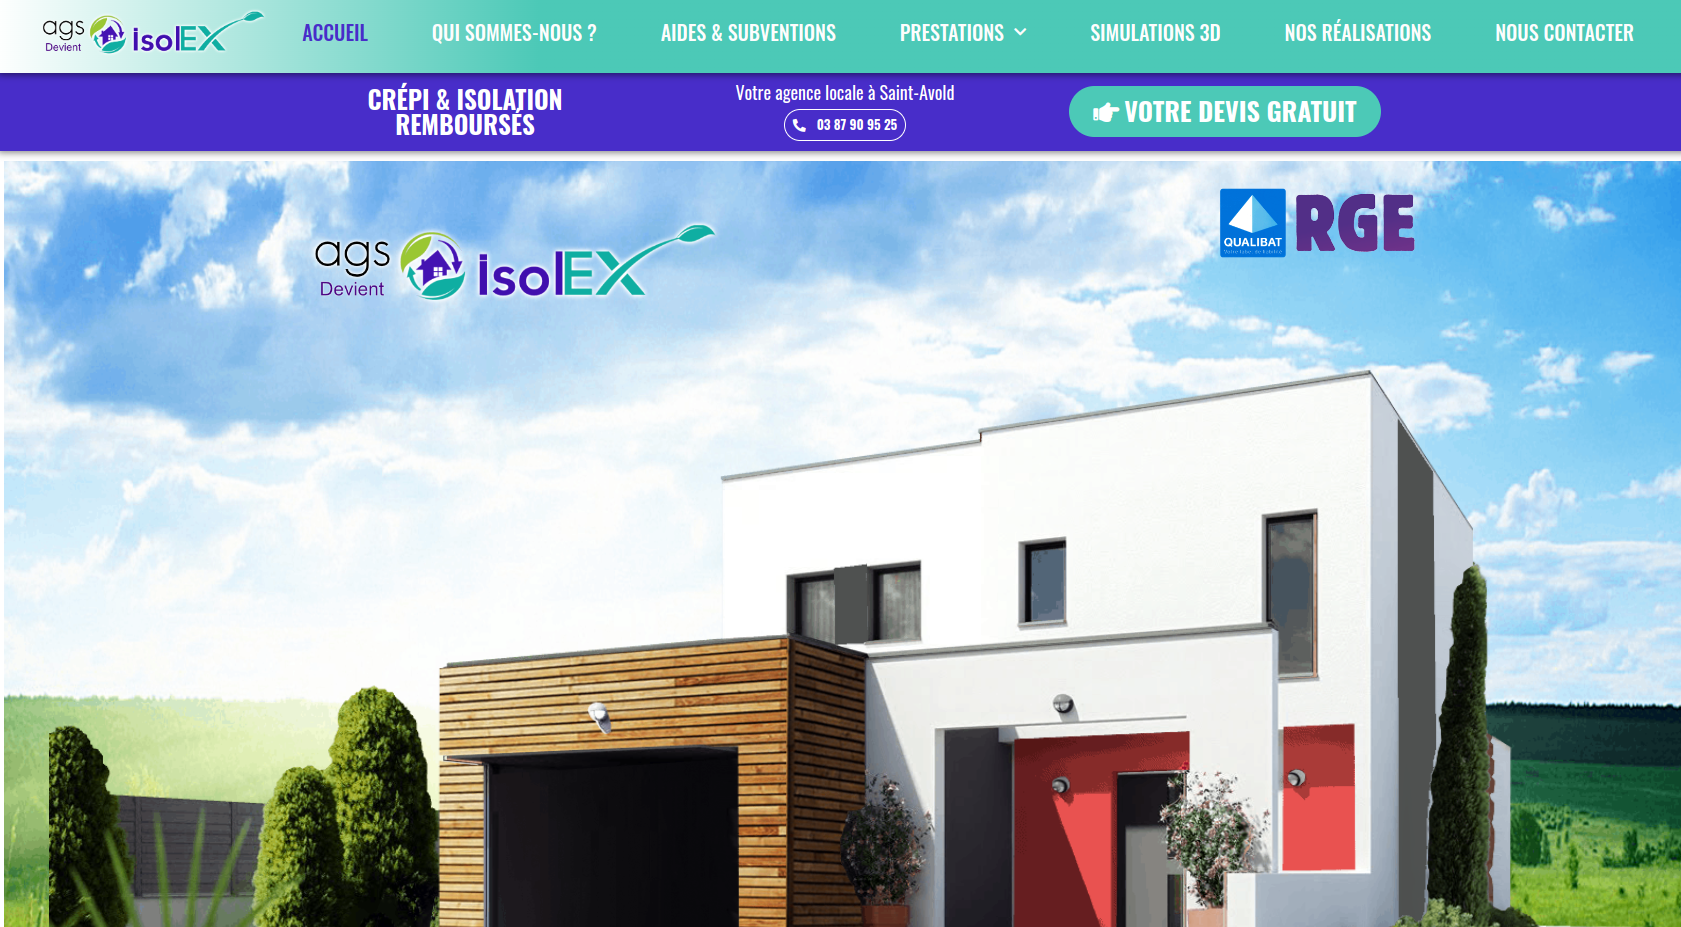 ags
Devient
isolEX
ACCUEIL
QUI SOMMES-NOUS ?
AIDES & SUBVENTIONS
PRESTATIONS
SIMULATIONS 3D
NOS RÉALISATIONS
NOUS CONTACTER
CRÉPI & ISOLATION
REMBOURSÉS
Votre agence locale à Saint-Avold
03 87 90 95 25
VOTRE DEVIS GRATUIT
ags
Devient
isolEX
QUALIBAT
RGE